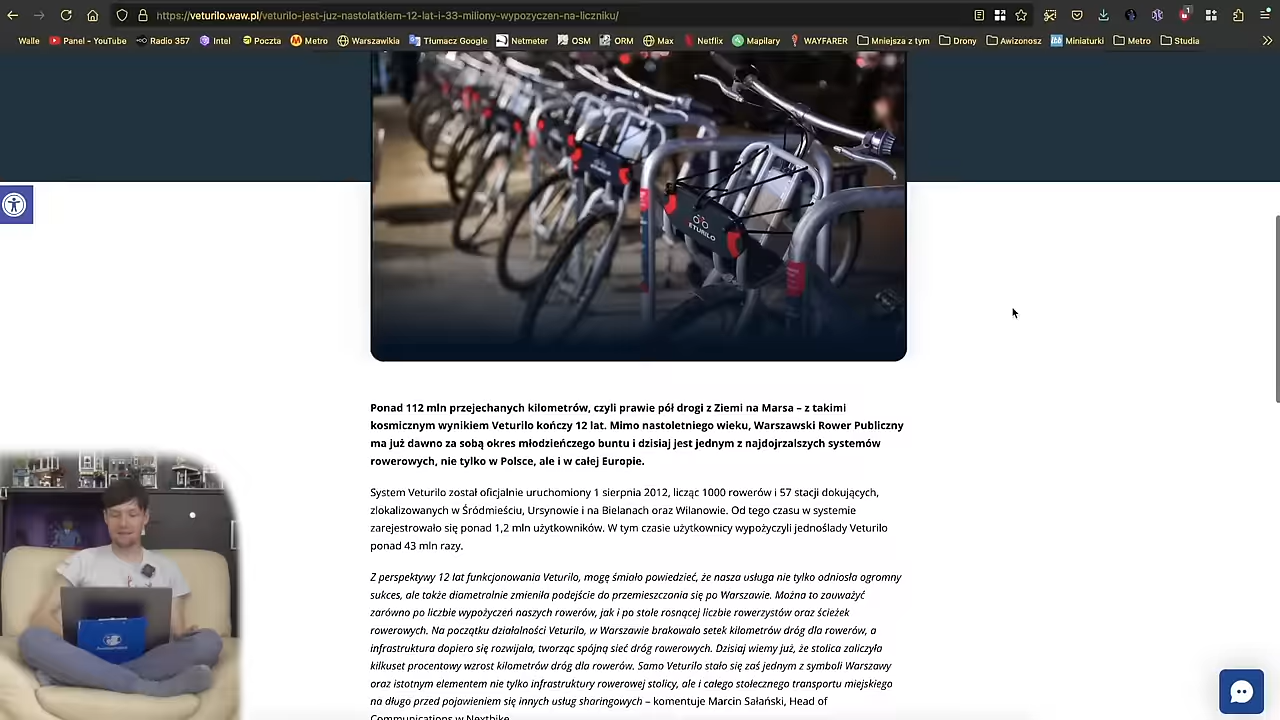 https://veturilo.waw.pl/veturilo-jest-juz-nastolatkiem-12-lat-i-33-miliony-wypozyczen-na-liczniku/
Walle Panel - YouTube Radio 357 Intel Poczta Metro Warszawikia Tłumacz Google Netmeter OSM ORM Max Netflix Mapillary WAYFARER Mniejsza z tym Drony Awizonosz Miniaturki Metro Studia
ETURILO
Ponad 112 mln przejechanych kilometrów, czyli prawie pół drogi z Ziemi na Marsa – z takimi
kosmicznym wynikiem Veturilo kończy 12 lat. Mimo nastoletniego wieku, Warszawski Rower Publiczny
ma już dawno za sobą okres młodzieńczego buntu i dzisiaj jest jednym z najdojrzalszych systemów
rowerowych, nie tylko w Polsce, ale i w całej Europie.
System Veturilo został oficjalnie uruchomiony 1 sierpnia 2012, licząc 1000 rowerów i 57 stacji dokujących,
zlokalizowanych w Śródmieściu, Ursynowie i na Bielanach oraz Wilanowie. Od tego czasu w systemie
zarejestrowało się ponad 1,2 mln użytkowników. W tym czasie użytkownicy wypożyczyli jednoślady Veturilo
ponad 43 mln razy.
Z perspektywy 12 lat funkcjonowania Veturilo, mogę śmiało powiedzieć, że nasza usługa nie tylko odniosła ogromny
sukces, ale także diametralnie zmieniła podejście do przemieszczania się po Warszawie. Można to zauważyć
zarówno po liczbie wypożyczeń naszych rowerów, jak i po stale rosnącej liczbie rowerzystów oraz ścieżek
rowerowych. Na początku działalności Veturilo, w Warszawie brakowało setek kilometrów dróg dla rowerów, a
infrastruktura dopiero się rozwijała, tworząc spójną sieć dróg rowerowych. Dzisiaj wiemy już, że stolica zaliczyła
kilkuset procentowy wzrost kilometrów dróg dla rowerów. Samo Veturilo stało się zaś jednym z symboli Warszawy
oraz istotnym elementem nie tylko infrastruktury rowerowej stolicy, ale i całego stołecznego transportu miejskiego
na długo przed pojawieniem się innych usług sharingowych – komentuje Marcin Sałański, Head of
Communications w Nextbike.